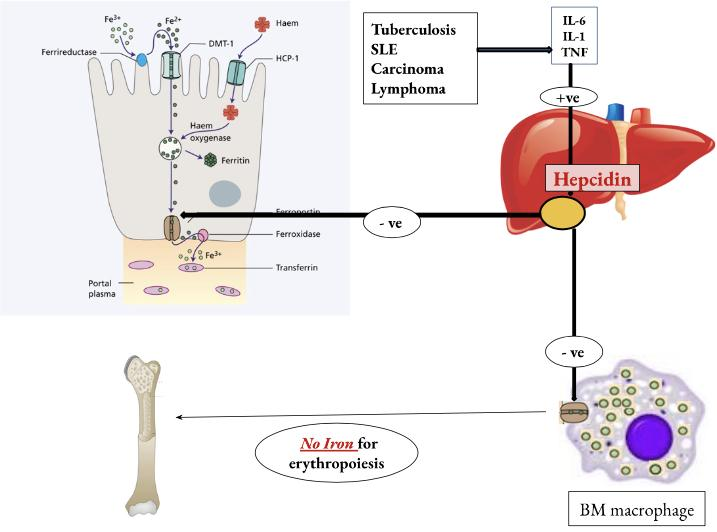 Fe3+
Fe2+
Haem
Ferrireductase
DMT-1
HCP-1
Haem
oxygenase
Ferritin
Ferroportin
Ferroxidase
Fe3+
Transferrin
Portal
plasma
Tuberculosis
SLE
Carcinoma
Lymphoma
IL-6
IL-1
TNF
+ve
Hepcidin
- ve
- ve
No Iron for
erythropoiesis
BM macrophage